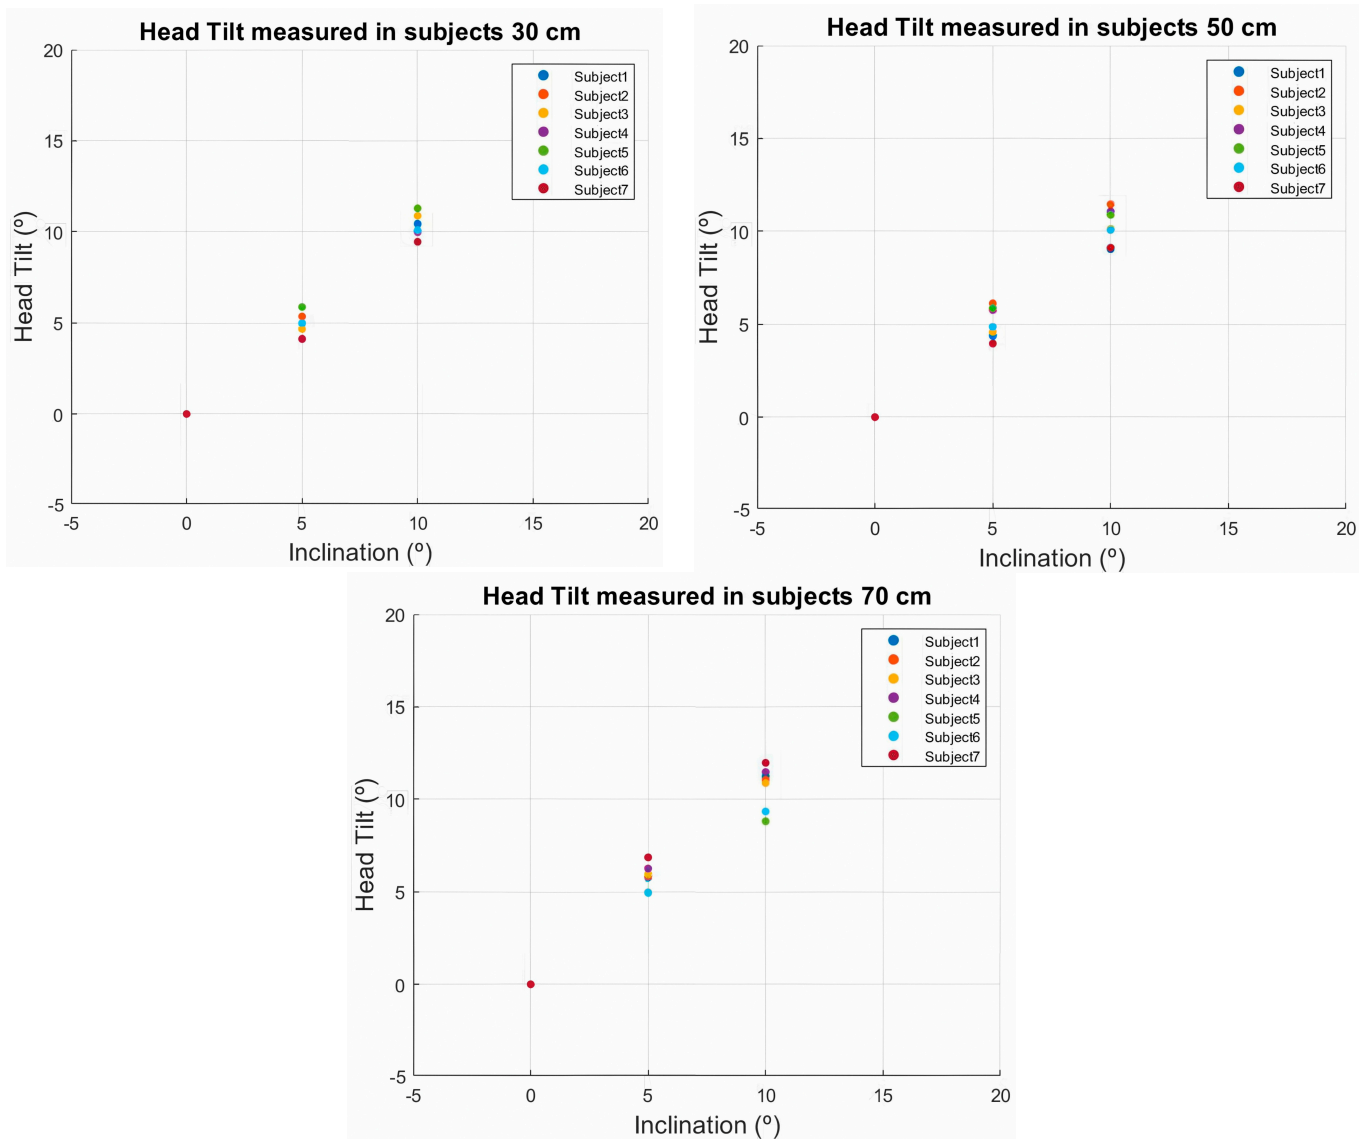 Head Tilt measured in subjects 30 cm
20
15
10
5
0
-5
Head Tilt (º)
-5 0 5 10 15 20
Inclination (º)
Subject1
Subject2
Subject3
Subject4
Subject5
Subject6
Subject7
Head Tilt measured in subjects 50 cm
20
15
10
5
0
-5
Head Tilt (º)
-5 0 5 10 15 20
Inclination (º)
Subject1
Subject2
Subject3
Subject4
Subject5
Subject6
Subject7
Head Tilt measured in subjects 70 cm
20
15
10
5
0
-5
Head Tilt (º)
-5 0 5 10 15 20
Inclination (º)
Subject1
Subject2
Subject3
Subject4
Subject5
Subject6
Subject7